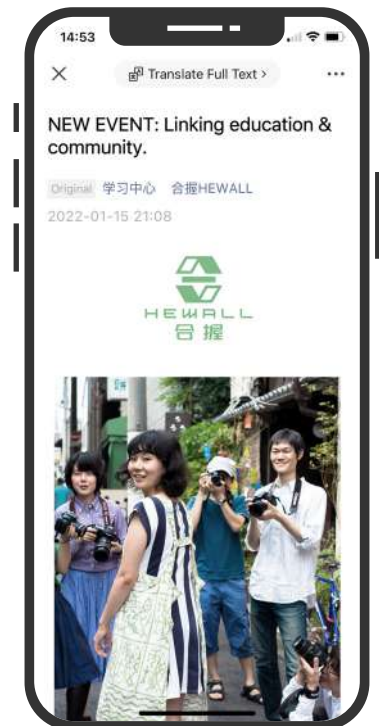 14:53
Translate Full Text >
NEW EVENT: Linking education &
community.
Original 学习中心 合握HEWALL
2022-01-15 21:08
HEWALL
合握